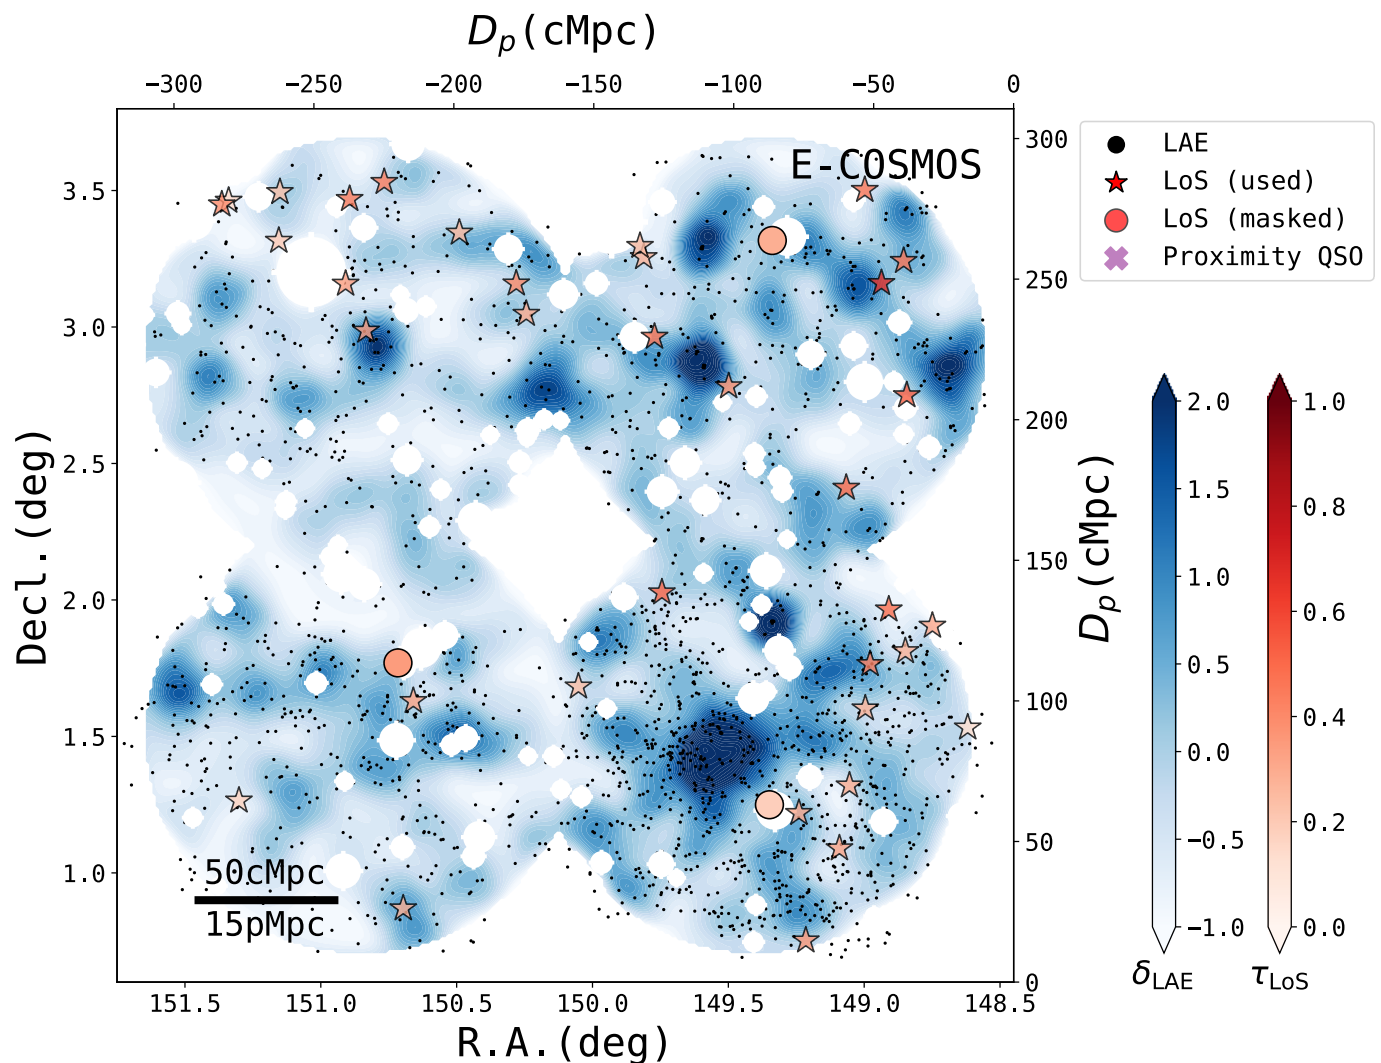 D_p(cMpc)
−300 −250 −200 −150 −100 −50 0
E-COSMOS
LAE
LoS (used)
LoS (masked)
Proximity QSO
3.5
3.0
2.5
2.0
1.5
1.0
Decl.(deg)
300
250
200
150
100
50
0
D_p(cMpc)
50cMpc
15pMpc
151.5 151.0 150.5 150.0 149.5 149.0 148.5
R.A.(deg)
2.0
1.5
1.0
0.5
0.0
−0.5
−1.0
δ_LAE
1.0
0.8
0.6
0.4
0.2
0.0
τ_LoS